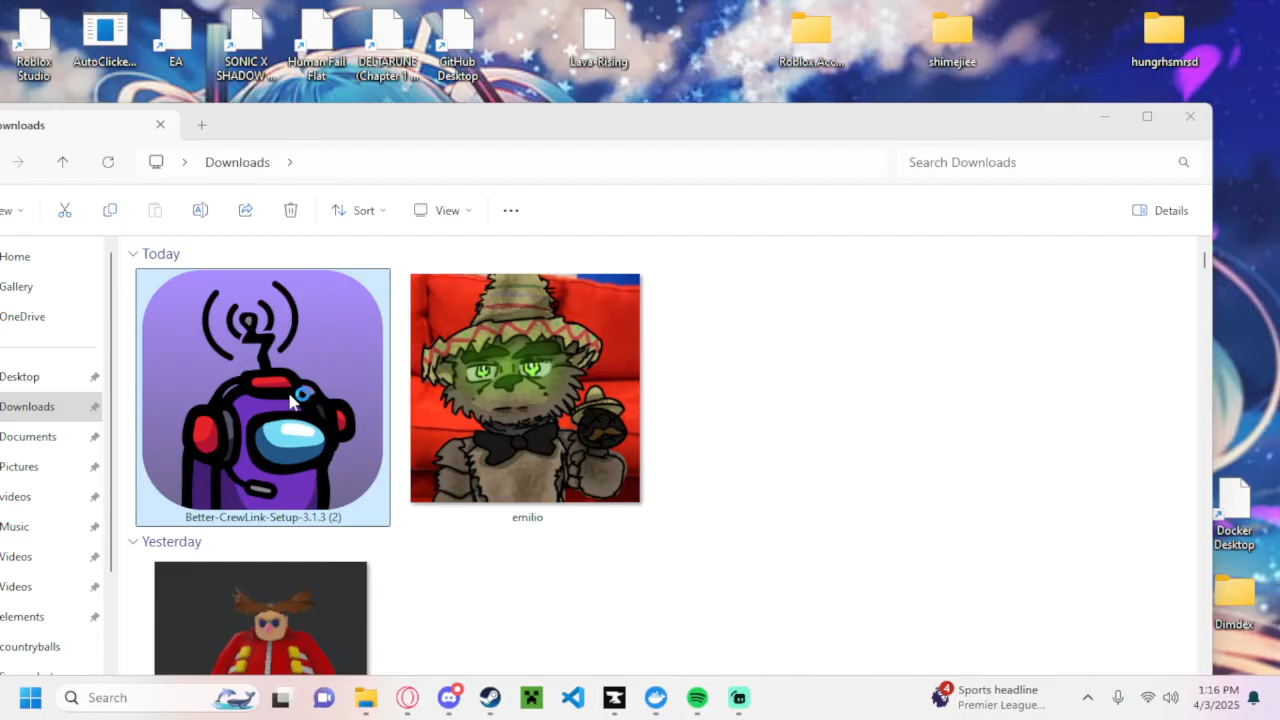 Roblox Studio
AutoClicke...
EA
SONIC X SHADOW ...
Human Fall Flat
DELTARUNE (Chapter 1 ...
GitHub Desktop
Lava-Rising
Roblox Acc...
shimejiee
hungrhsmrsd
ownloads
Downloads
Search Downloads
ew
Sort
View
Details
Home
Gallery
OneDrive
Desktop
Downloads
Documents
Pictures
videos
Music
Videos
Videos
elements
countryballs
Today
Better-CrewLink-Setup-3.1.3 (2)
emilio
Yesterday
Docker Desktop
Dimdex
Search
4
Sports headline
Premier League...
1:16 PM
4/3/2025